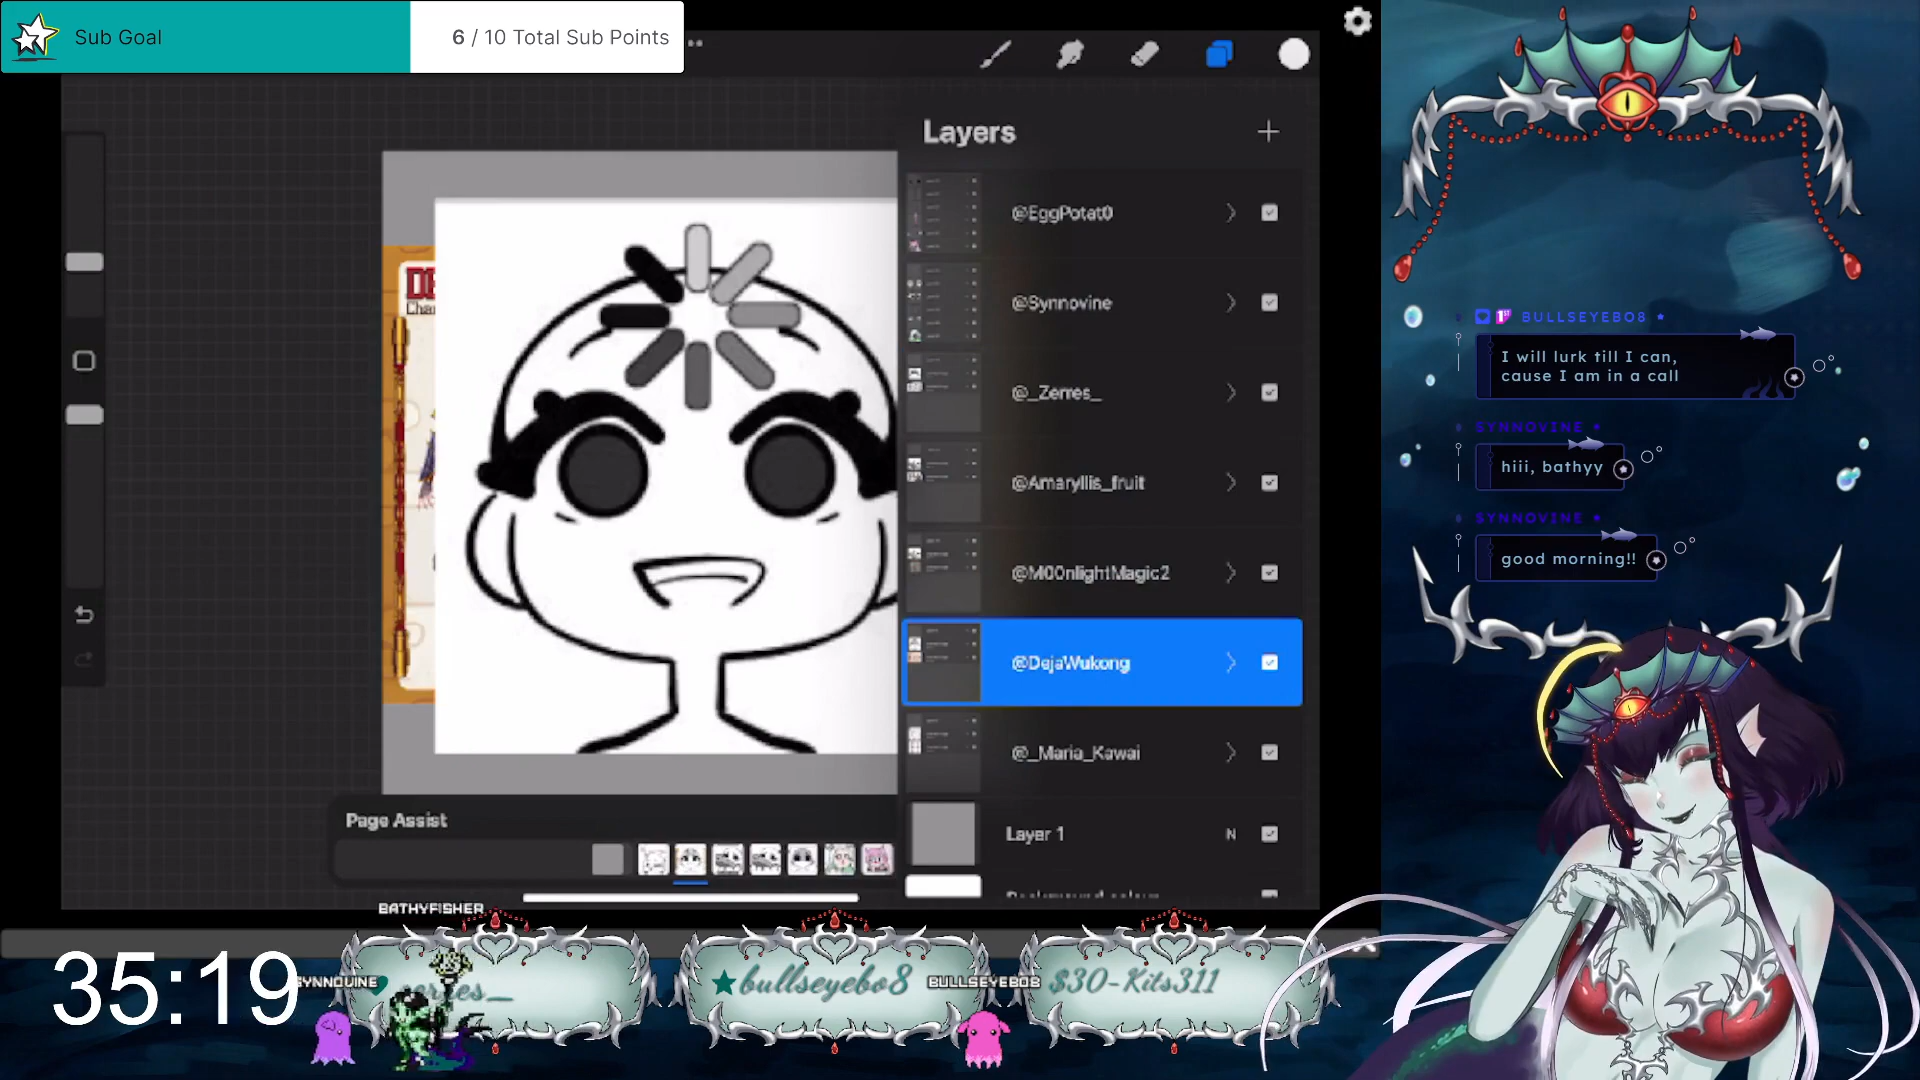 Sub Goal
6 / 10 Total Sub Points
Layers
@EggPotat0
@Synnovine
@_Zerres_
@Amaryllis_fruit
@M00nlightMagic2
@DejaWukong
@_Maria_Kawai
Layer 1
N
DE
Char
Page Assist
BULLSEYEBO8
I will lurk till I can,
cause I am in a call
SYNNOVINE
hiii, bathyy
SYNNOVINE
good morning!!
BATHYFISHER
35:19
SYNNOVINE
bullseyebo8
BULLSEYEBO8
$30-Kits311